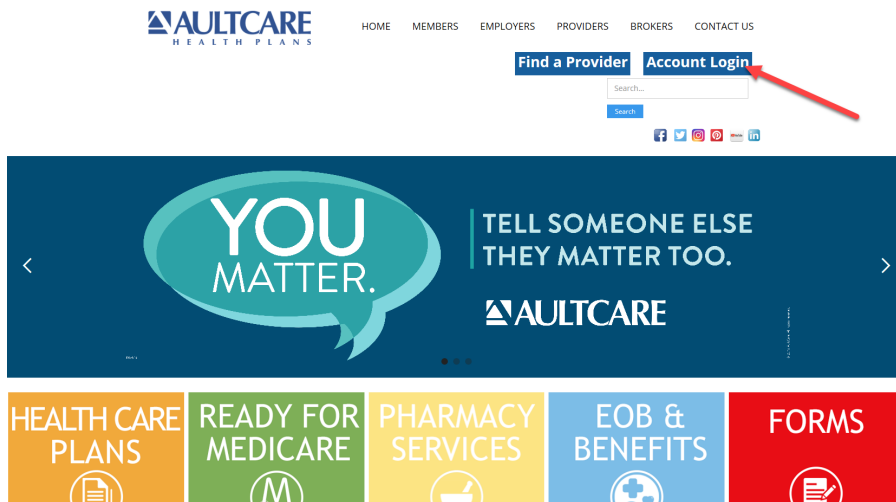 AULTCARE
HEALTH PLANS
HOME MEMBERS EMPLOYERS PROVIDERS BROKERS CONTACT US
Find a Provider Account Login
Search...
Search
YOU
MATTER.
TELL SOMEONE ELSE
THEY MATTER TOO.
AULTCARE
HEALTH CARE
PLANS
READY FOR
MEDICARE
M
PHARMACY
SERVICES
EOB &
BENEFITS
FORMS